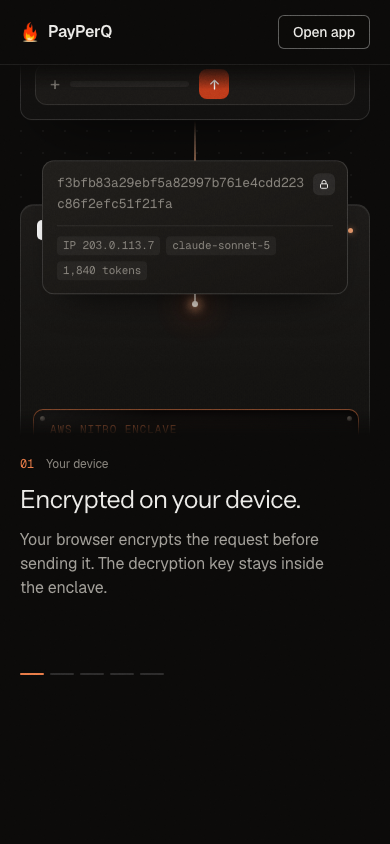 PayPerQ
Open app
f3bfb83a29ebf5a82997b761e4cdd223
c86f2efc51f21fa
IP 203.0.113.7
claude-sonnet-5
1,840 tokens
AWS NITRO ENCLAVE
01 Your device
Encrypted on your device.
Your browser encrypts the request before
sending it. The decryption key stays inside
the enclave.